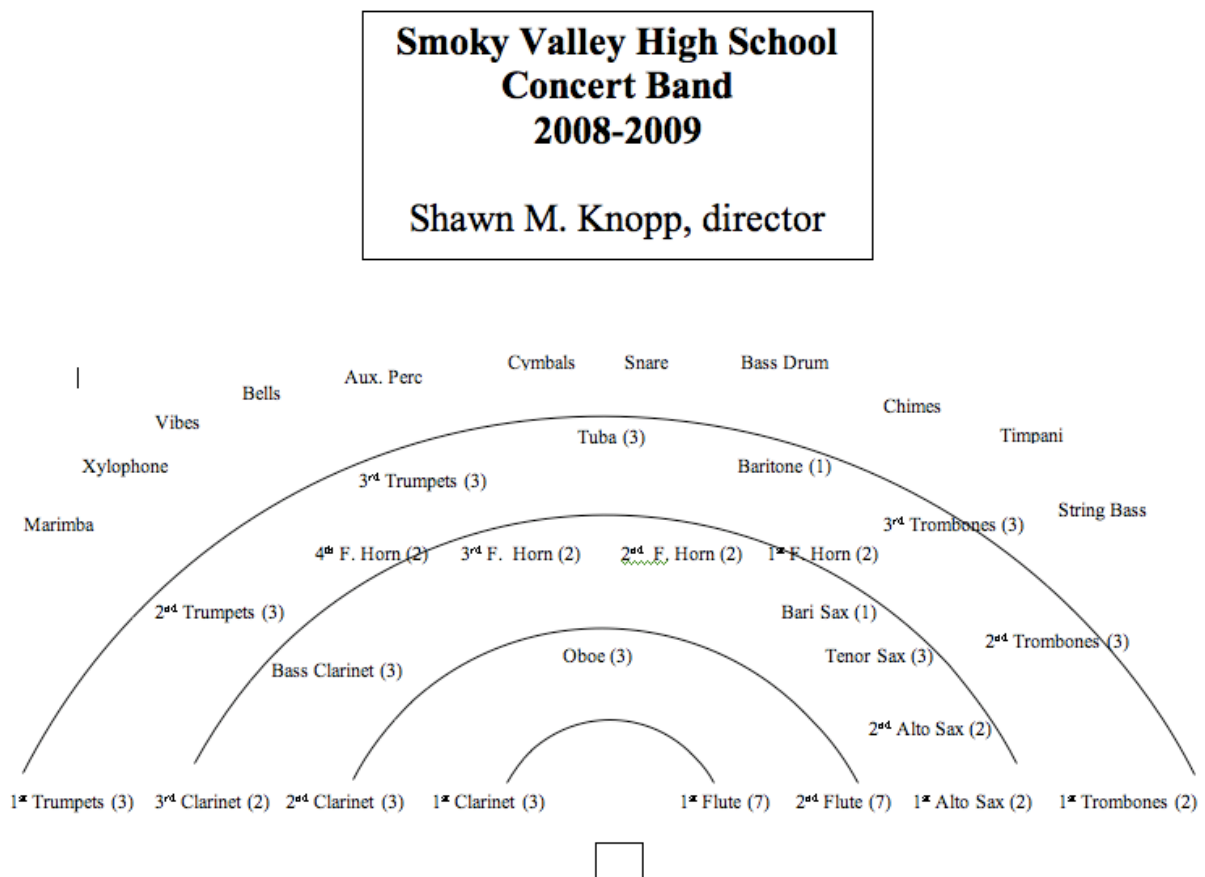 Smoky Valley High School
Concert Band
2008-2009
Shawn M. Knopp, director
Cymbals Snare Bass Drum
Aux. Perc
Bells
Chimes
Vibes
Timpani
Tuba (3)
Xylophone
Baritone (1)
3rd Trumpets (3)
String Bass
Marimba
3rd Trombones (3)
4th F. Horn (2) 3rd F. Horn (2) 2nd F. Horn (2) 1st F. Horn (2)
2nd Trumpets (3)
Bari Sax (1)
2nd Trombones (3)
Bass Clarinet (3)
Oboe (3)
Tenor Sax (3)
2nd Alto Sax (2)
1st Trumpets (3) 3rd Clarinet (2) 2nd Clarinet (3) 1st Clarinet (3) 1st Flute (7) 2nd Flute (7) 1st Alto Sax (2) 1st Trombones (2)